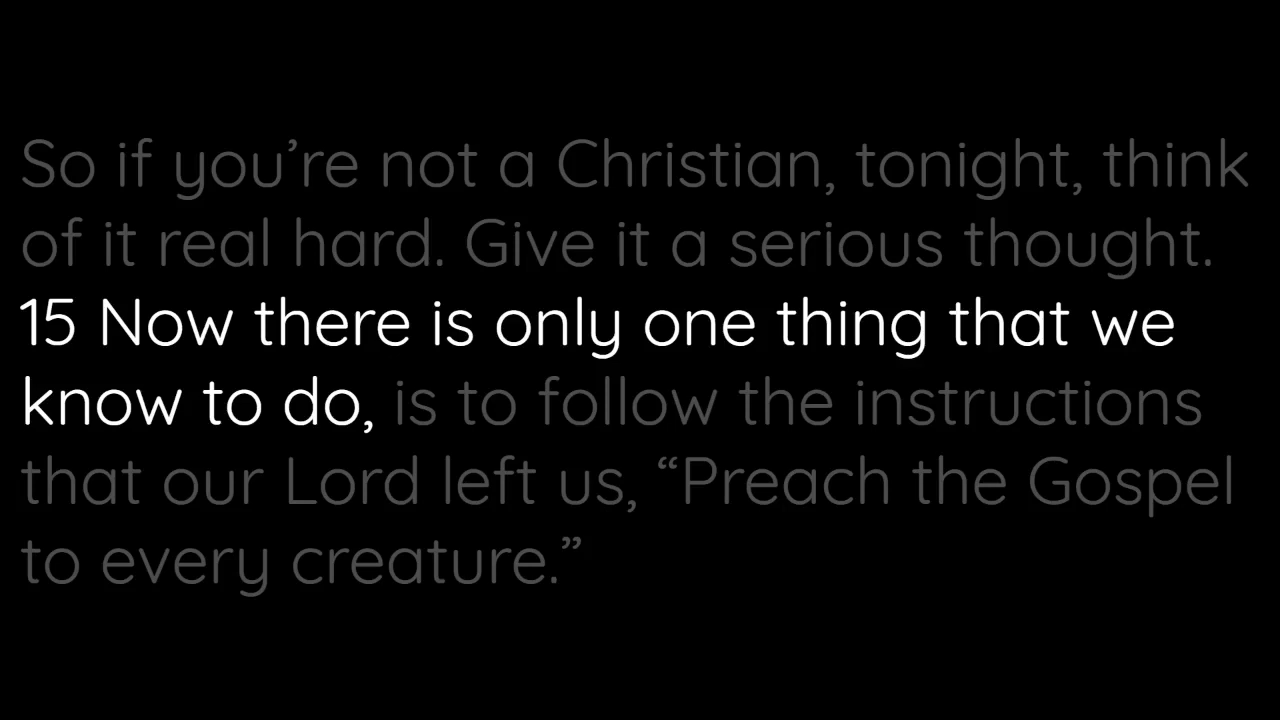 So if you’re not a Christian, tonight, think
of it real hard. Give it a serious thought.
15 Now there is only one thing that we
know to do, is to follow the instructions
that our Lord left us, “Preach the Gospel
to every creature.”